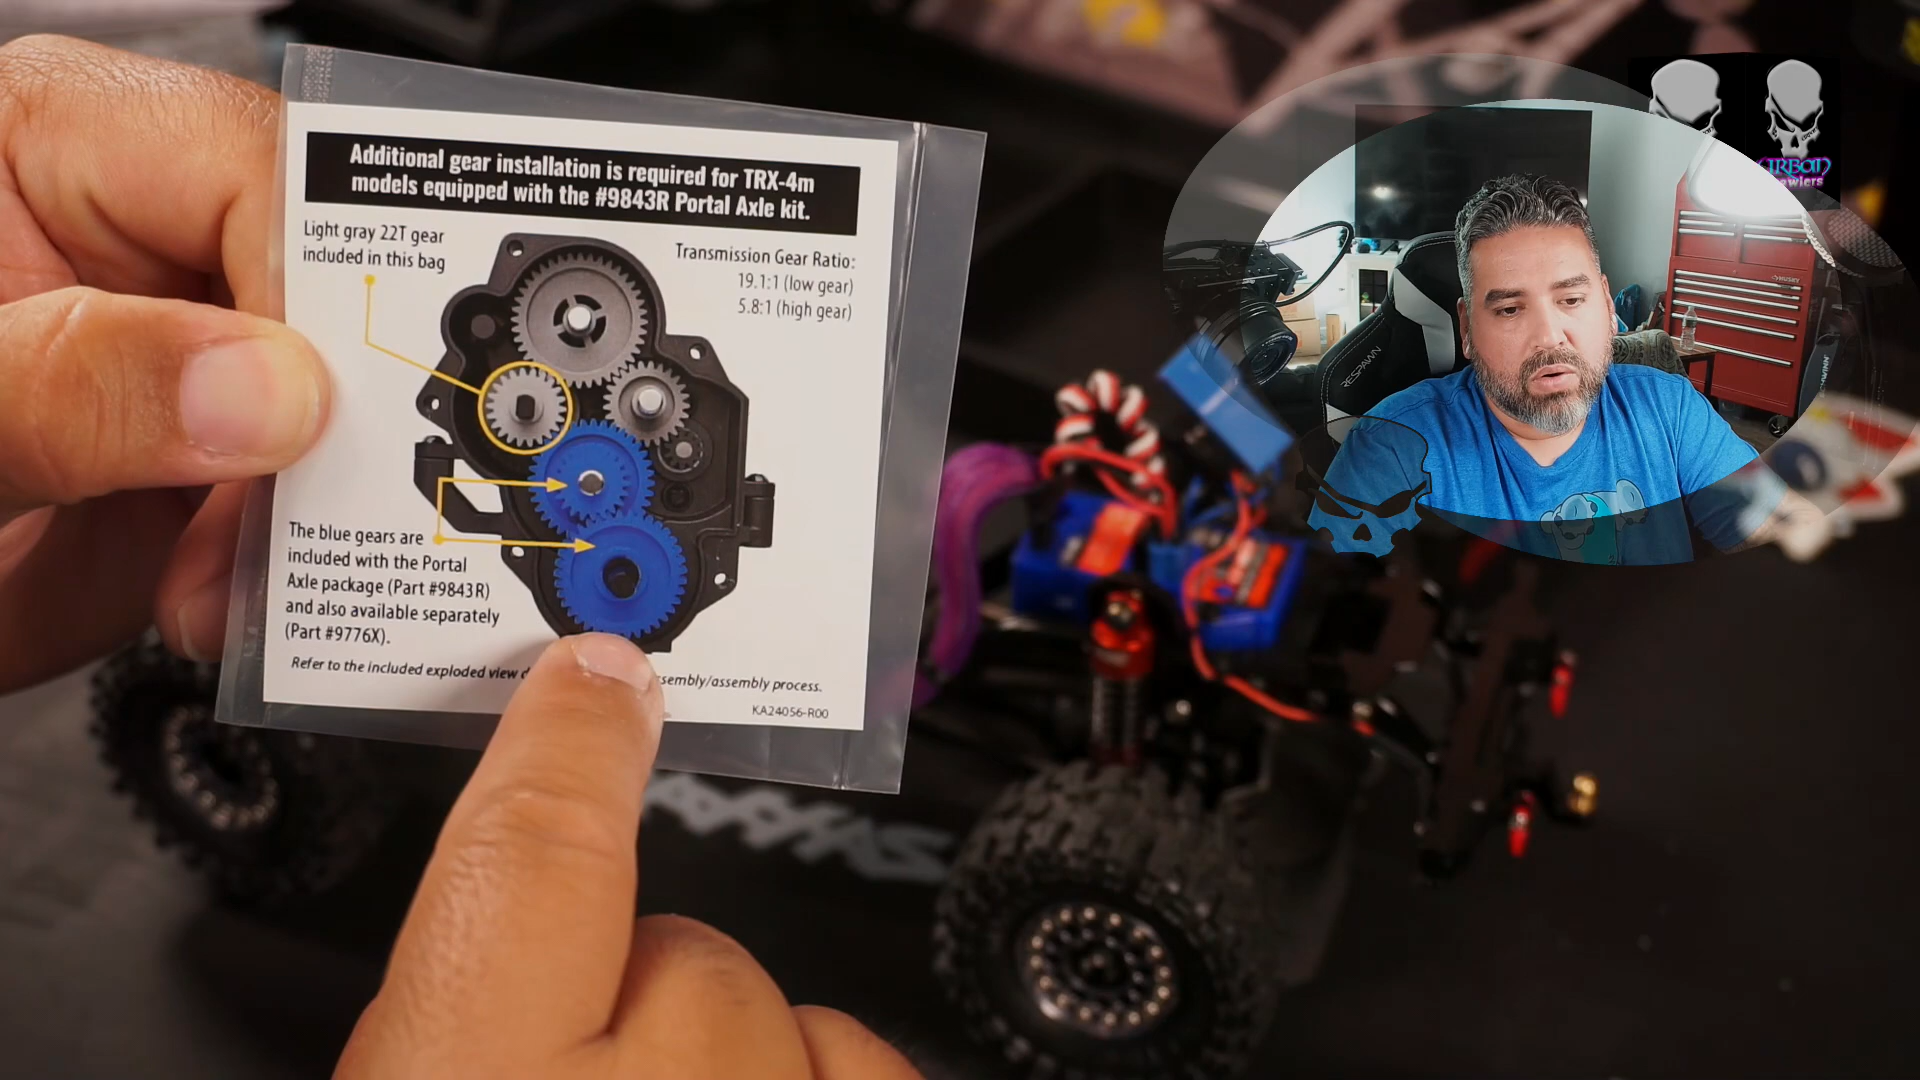 Additional gear installation is required for TRX-4m
models equipped with the #9843R Portal Axle kit.
Light gray 22T gear
included in this bag
Transmission Gear Ratio:
19.1:1 (low gear)
5.8:1 (high gear)
The blue gears are
included with the Portal
Axle package (Part #9843R)
and also available separately
(Part #9776X).
Refer to the included exploded view
assembly process.
KA24056-R00
RESPAWN
TRAXXAS